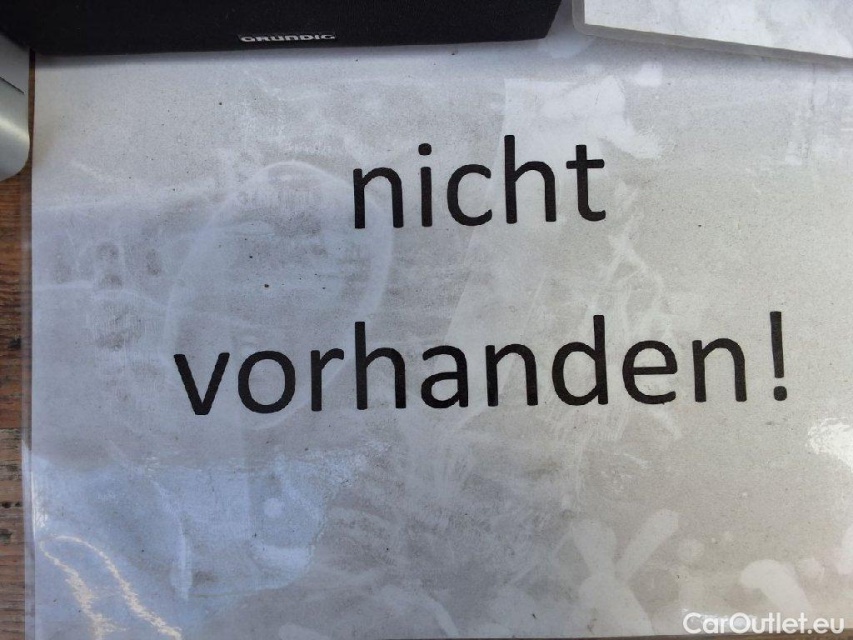 GRUNDIG
nicht
vorhanden!
CarOutlet.eu